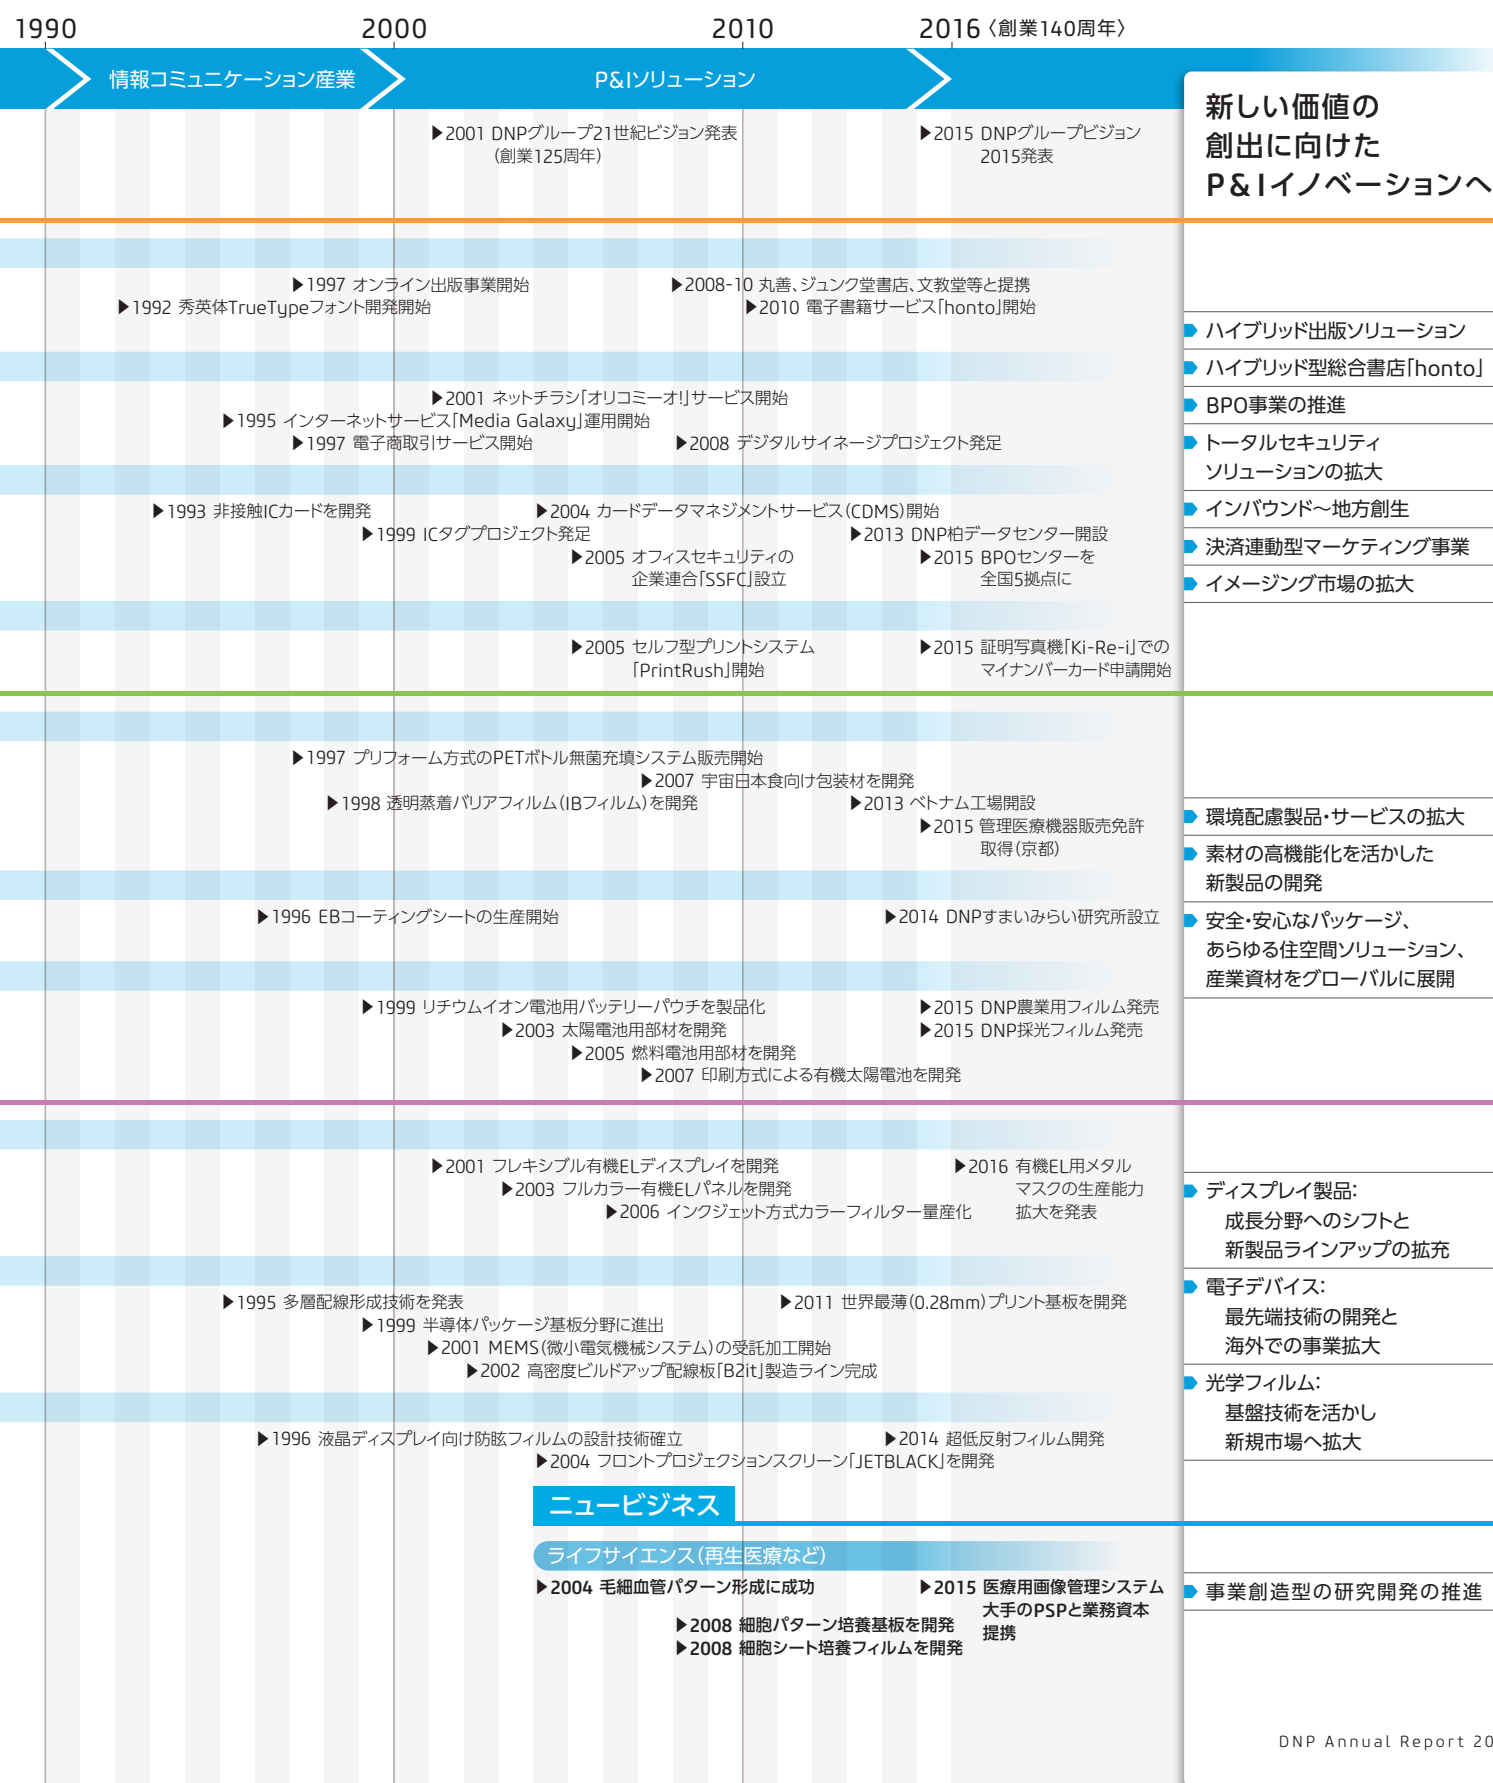 1990
2000
2010
2016〈創業140周年〉
情報コミュニケーション産業
P&Iソリューション
新しい価値の
創出に向けた
P&Iイノベーションへ
▶2001 DNPグループ21世紀ビジョン発表
(創業125周年)
▶2015 DNPグループビジョン
2015発表
▶1997 オンライン出版事業開始
▶2008-10 丸善、ジュンク堂書店、文教堂等と提携
▶1992 秀英体TrueTypeフォント開発開始
▶2010 電子書籍サービス「honto」開始
▶2001 ネットチラシ「オリコミーオ!」サービス開始
▶1995 インターネットサービス「Media Galaxy」運用開始
▶1997 電子商取引サービス開始
▶2008 デジタルサイネージプロジェクト発足
▶1993 非接触ICカードを開発
▶2004 カードデータマネジメントサービス(CDMS)開始
▶1999 ICタグプロジェクト発足
▶2013 DNP柏データセンター開設
▶2005 オフィスセキュリティの
企業連合「SSFC」設立
▶2015 BPOセンターを
全国5拠点に
▶2005 セルフ型プリントシステム
「PrintRush」開始
▶2015 証明写真機「Ki-Re-i」での
マイナンバーカード申請開始
ハイブリッド出版ソリューション
ハイブリッド型総合書店「honto」
BPO事業の推進
トータルセキュリティ
ソリューションの拡大
インバウンド〜地方創生
決済連動型マーケティング事業
イメージング市場の拡大
▶1997 プリフォーム方式のPETボトル無菌充填システム販売開始
▶2007 宇宙日本食向け包装材を開発
▶1998 透明蒸着バリアフィルム(IBフィルム)を開発
▶2013 ベトナム工場開設
▶2015 管理医療機器販売免許
取得(京都)
▶1996 EBコーティングシートの生産開始
▶2014 DNPすまいみらい研究所設立
▶1999 リチウムイオン電池用バッテリーパウチを製品化
▶2015 DNP農業用フィルム発売
▶2003 太陽電池用部材を開発
▶2015 DNP採光フィルム発売
▶2005 燃料電池用部材を開発
▶2007 印刷方式による有機太陽電池を開発
環境配慮製品・サービスの拡大
素材の高機能化を活かした
新製品の開発
安全・安心なパッケージ、
あらゆる住空間ソリューション、
産業資材をグローバルに展開
▶2001 フレキシブル有機ELディスプレイを開発
▶2003 フルカラー有機ELパネルを開発
▶2006 インクジェット方式カラーフィルター量産化
▶2016 有機EL用メタル
マスクの生産能力
拡大を発表
▶1995 多層配線形成技術を発表
▶2011 世界最薄(0.28mm)プリント基板を開発
▶1999 半導体パッケージ基板分野に進出
▶2001 MEMS(微小電気機械システム)の受託加工開始
▶2002 高密度ビルドアップ配線板「B2it」製造ライン完成
▶1996 液晶ディスプレイ向け防眩フィルムの設計技術確立
▶2014 超低反射フィルム開発
▶2004 フロントプロジェクションスクリーン「JETBLACK」を開発
ディスプレイ製品:
成長分野へのシフトと
新製品ラインアップの拡充
電子デバイス:
最先端技術の開発と
海外での事業拡大
光学フィルム:
基盤技術を活かし
新規市場へ拡大
ニュービジネス
ライフサイエンス(再生医療など)
▶2004 毛細血管パターン形成に成功
▶2008 細胞パターン培養基板を開発
▶2008 細胞シート培養フィルムを開発
▶2015 医療用画像管理システム
大手のPSPと業務資本
提携
事業創造型の研究開発の推進
DNP Annual Report 20